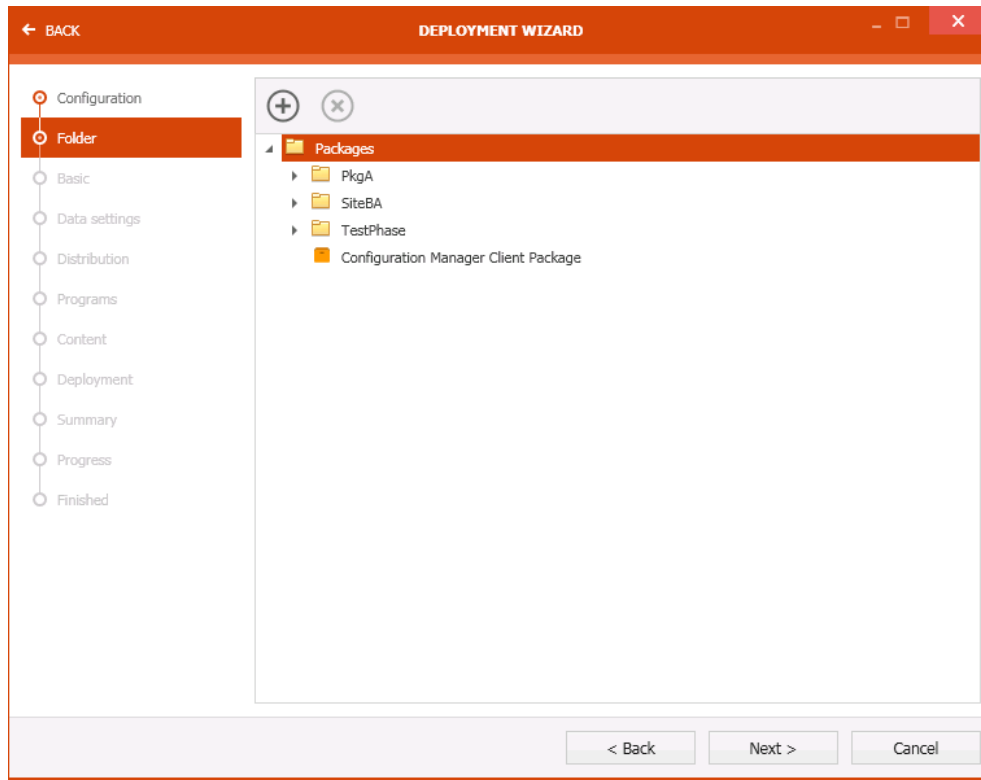 BACK
DEPLOYMENT WIZARD
Configuration
Folder
Basic
Data settings
Distribution
Programs
Content
Deployment
Summary
Progress
Finished
Packages
PkgA
SiteBA
TestPhase
Configuration Manager Client Package
< Back
Next >
Cancel